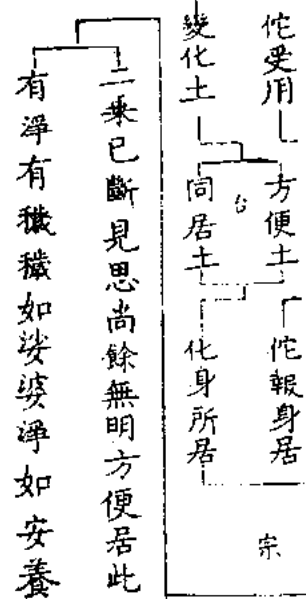 佗受用
方便土
佗報身居
變化土
同居土
化身所居
台
宗
二乘已斷見思尚餘無明方便居此
有淨有穢穢如娑婆淨如安養